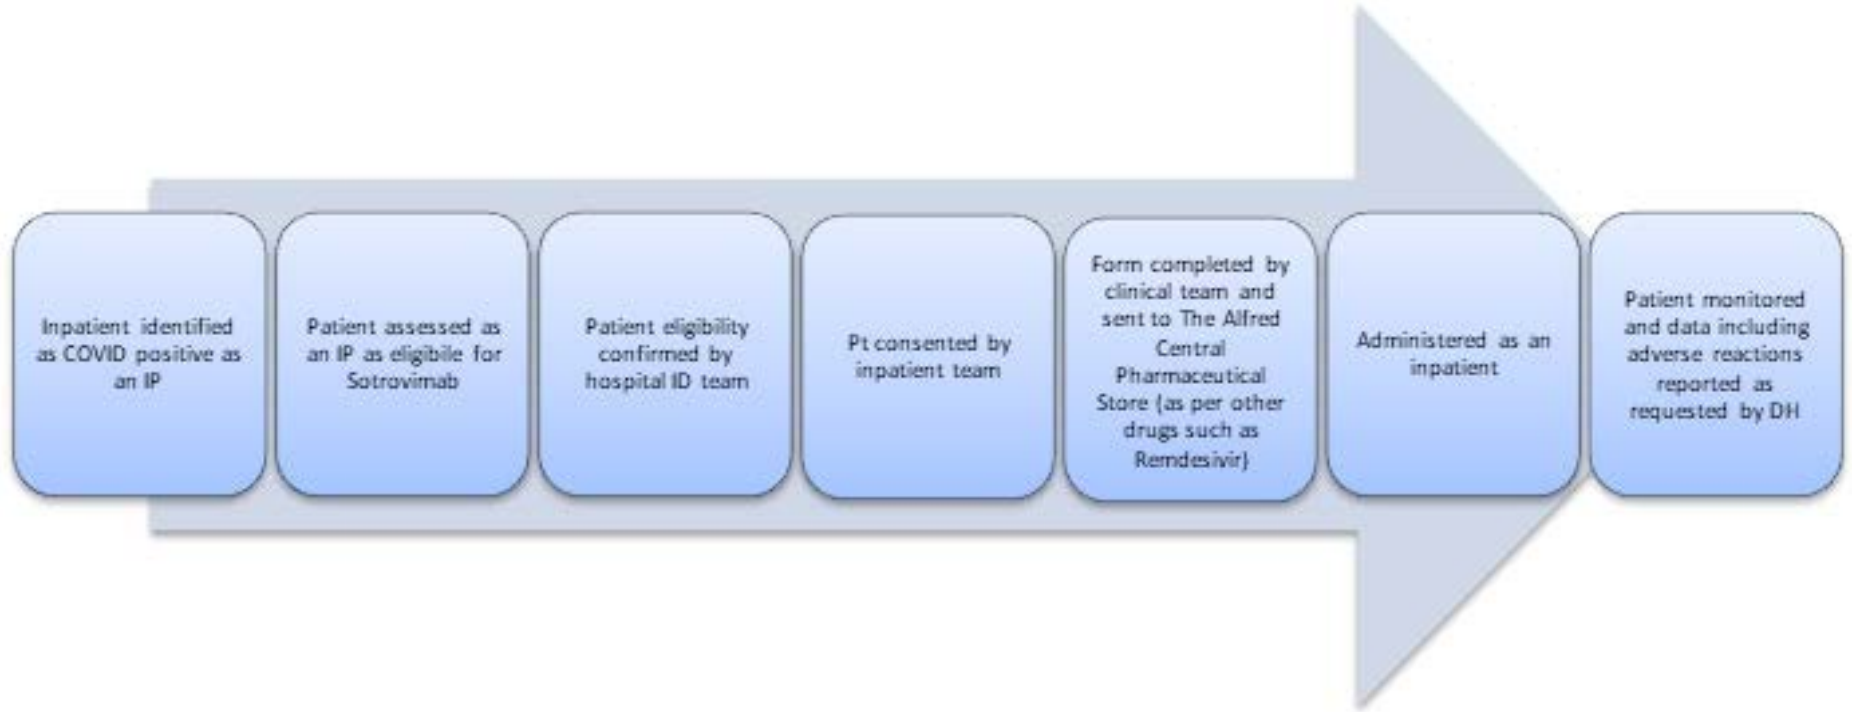 Inpatient identified
as COVID positive as
an IP
Patient assessed as
an IP as eligibile for
Sotrovimab
Patient eligibility
confirmed by
hospital ID team
Pt consented by
inpatient team
Form completed by
clinical team and
sent to The Alfred
Central
Pharmaceutical
Store (as per other
drugs such as
Remdesivir)
Administered as an
inpatient
Patient monitored
and data including
adverse reactions
reported as
requested by DH